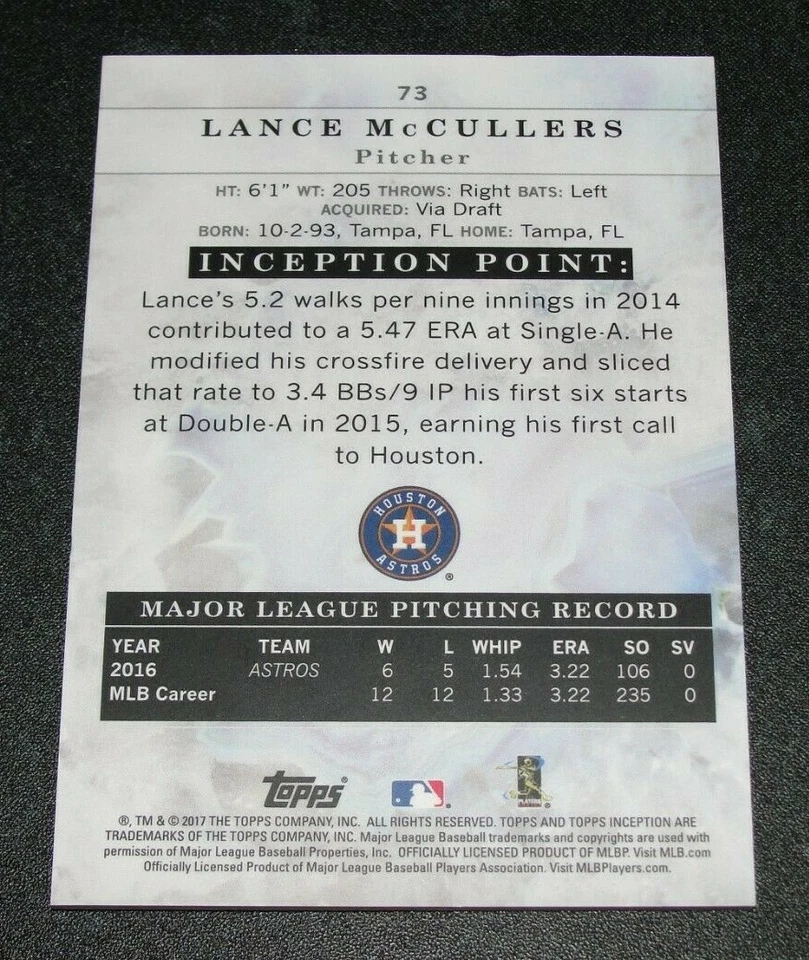 73
LANCE McCULLERS
Pitcher
HT: 6'1" WT: 205 THROWS: Right BATS: Left
ACQUIRED: Via Draft
BORN: 10-2-93, Tampa, FL HOME: Tampa, FL
INCEPTION POINT:
Lance's 5.2 walks per nine innings in 2014
contributed to a 5.47 ERA at Single-A. He
modified his crossfire delivery and sliced
that rate to 3.4 BBs/9 IP his first six starts
at Double-A in 2015, earning his first call
to Houston.
HOUSTON
H
ASTROS
®
MAJOR LEAGUE PITCHING RECORD
YEAR TEAM W L WHIP ERA SO SV
2016 ASTROS 6 5 1.54 3.22 106 0
MLB Career 12 12 1.33 3.22 235 0
Topps®
PLAYERS
®, TM & © 2017 THE TOPPS COMPANY, INC. ALL RIGHTS RESERVED. TOPPS AND TOPPS INCEPTION ARE
TRADEMARKS OF THE TOPPS COMPANY, INC. Major League Baseball trademarks and copyrights are used with
permission of Major League Baseball Properties, Inc. OFFICIALLY LICENSED PRODUCT OF MLBP. Visit MLB.com
Officially Licensed Product of Major League Baseball Players Association. Visit MLBPlayers.com.